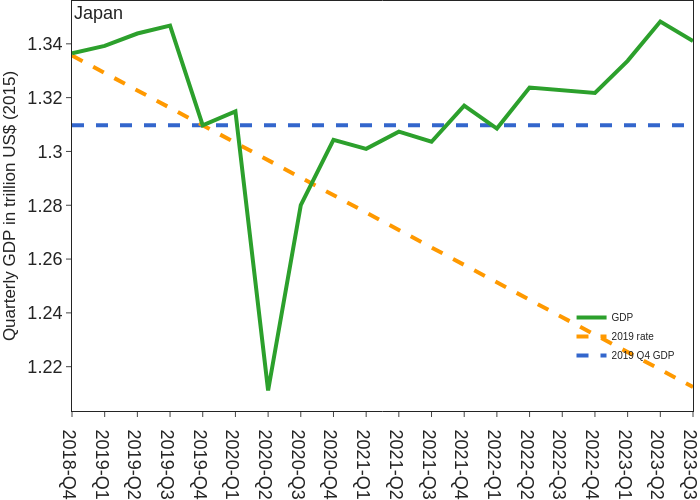 Japan
Quarterly GDP in trillion US$ (2015)
1.34
1.32
1.3
1.28
1.26
1.24
1.22
GDP
2019 rate
2019 Q4 GDP
2018-Q4
2019-Q1
2019-Q2
2019-Q3
2019-Q4
2020-Q1
2020-Q2
2020-Q3
2020-Q4
2021-Q1
2021-Q2
2021-Q3
2021-Q4
2022-Q1
2022-Q2
2022-Q3
2022-Q4
2023-Q1
2023-Q2
2023-Q3